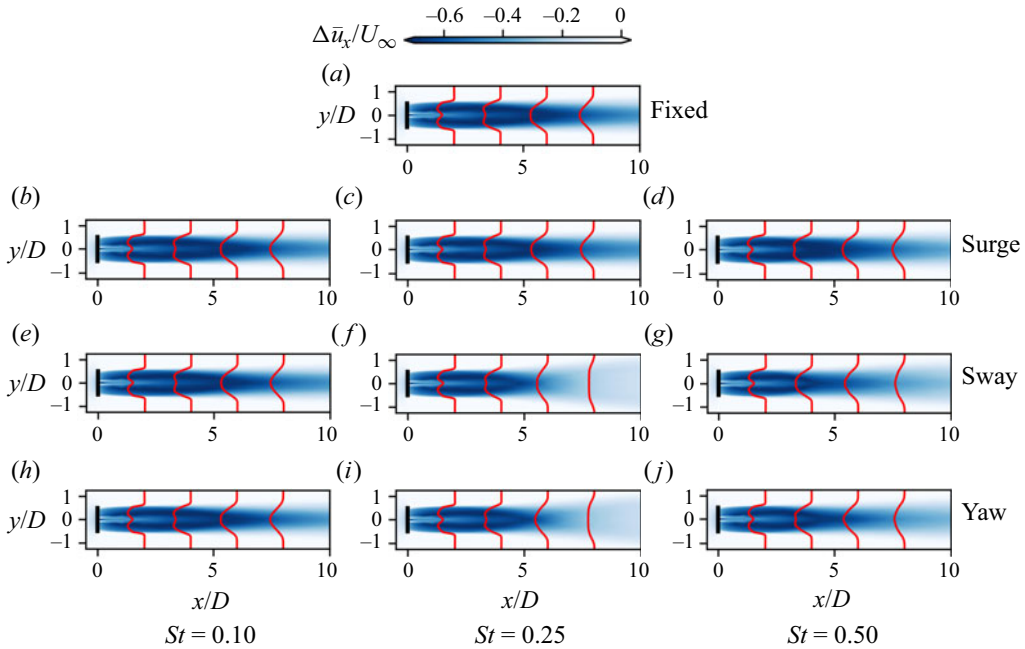 −0.6 −0.4 −0.2 0
Δūₓ/U∞
(a)
1
y/D 0 Fixed
−1
0 5 10
(b) (c) (d)
1 1 1
y/D 0 0 0 Surge
−1 −1 −1
0 5 10 0 5 10 0 5 10
(e) (f) (g)
1 1 1
y/D 0 0 0 Sway
−1 −1 −1
0 5 10 0 5 10 0 5 10
(h) (i) (j)
1 1 1
y/D 0 0 0 Yaw
−1 −1 −1
0 5 10 0 5 10 0 5 10
x/D x/D x/D
St = 0.10 St = 0.25 St = 0.50